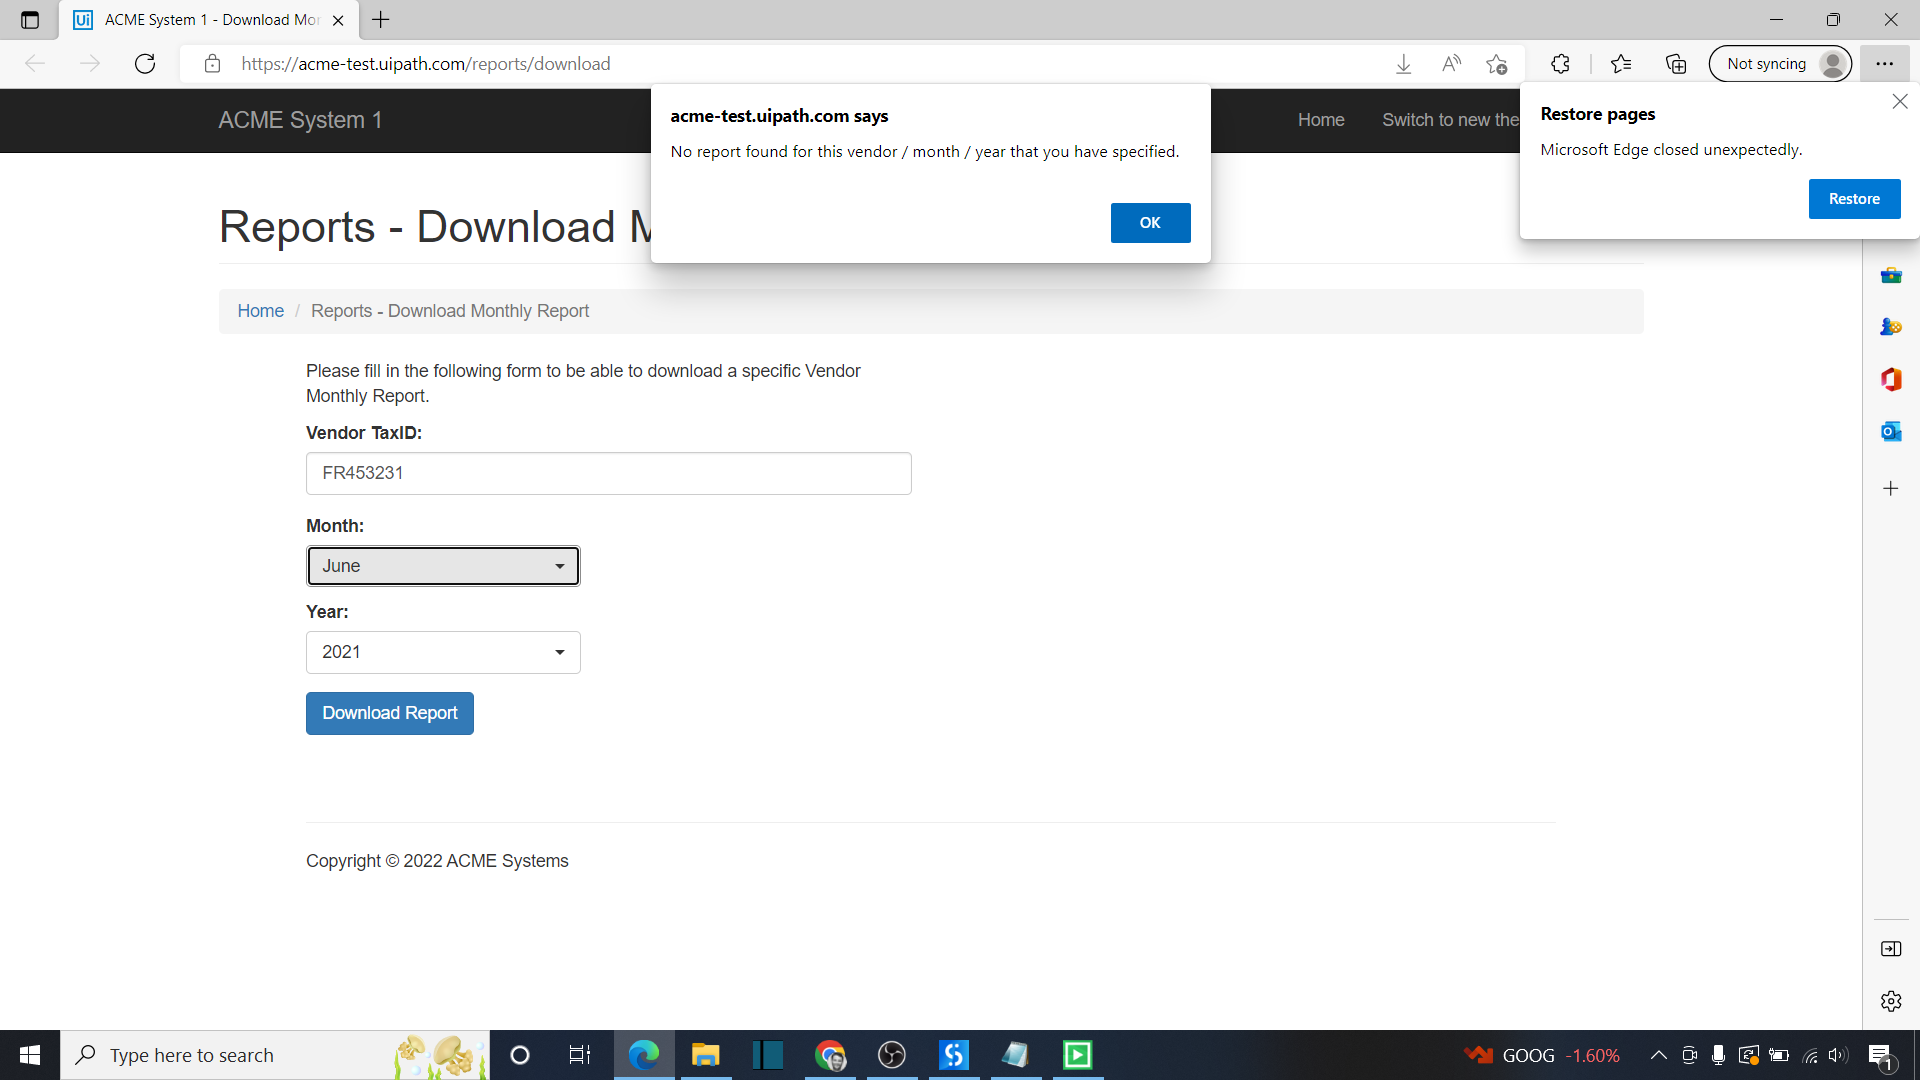 ACME System 1 - Download Mon
https://acme-test.uipath.com/reports/download
Not syncing
ACME System 1
Home
Switch to new the
acme-test.uipath.com says
No report found for this vendor / month / year that you have specified.
OK
Restore pages
Microsoft Edge closed unexpectedly.
Restore
Reports - Download M
Home / Reports - Download Monthly Report
Please fill in the following form to be able to download a specific Vendor
Monthly Report.
Vendor TaxID:
FR453231
Month:
June
Year:
2021
Download Report
Copyright © 2022 ACME Systems
Type here to search
GOOG -1.60%
1